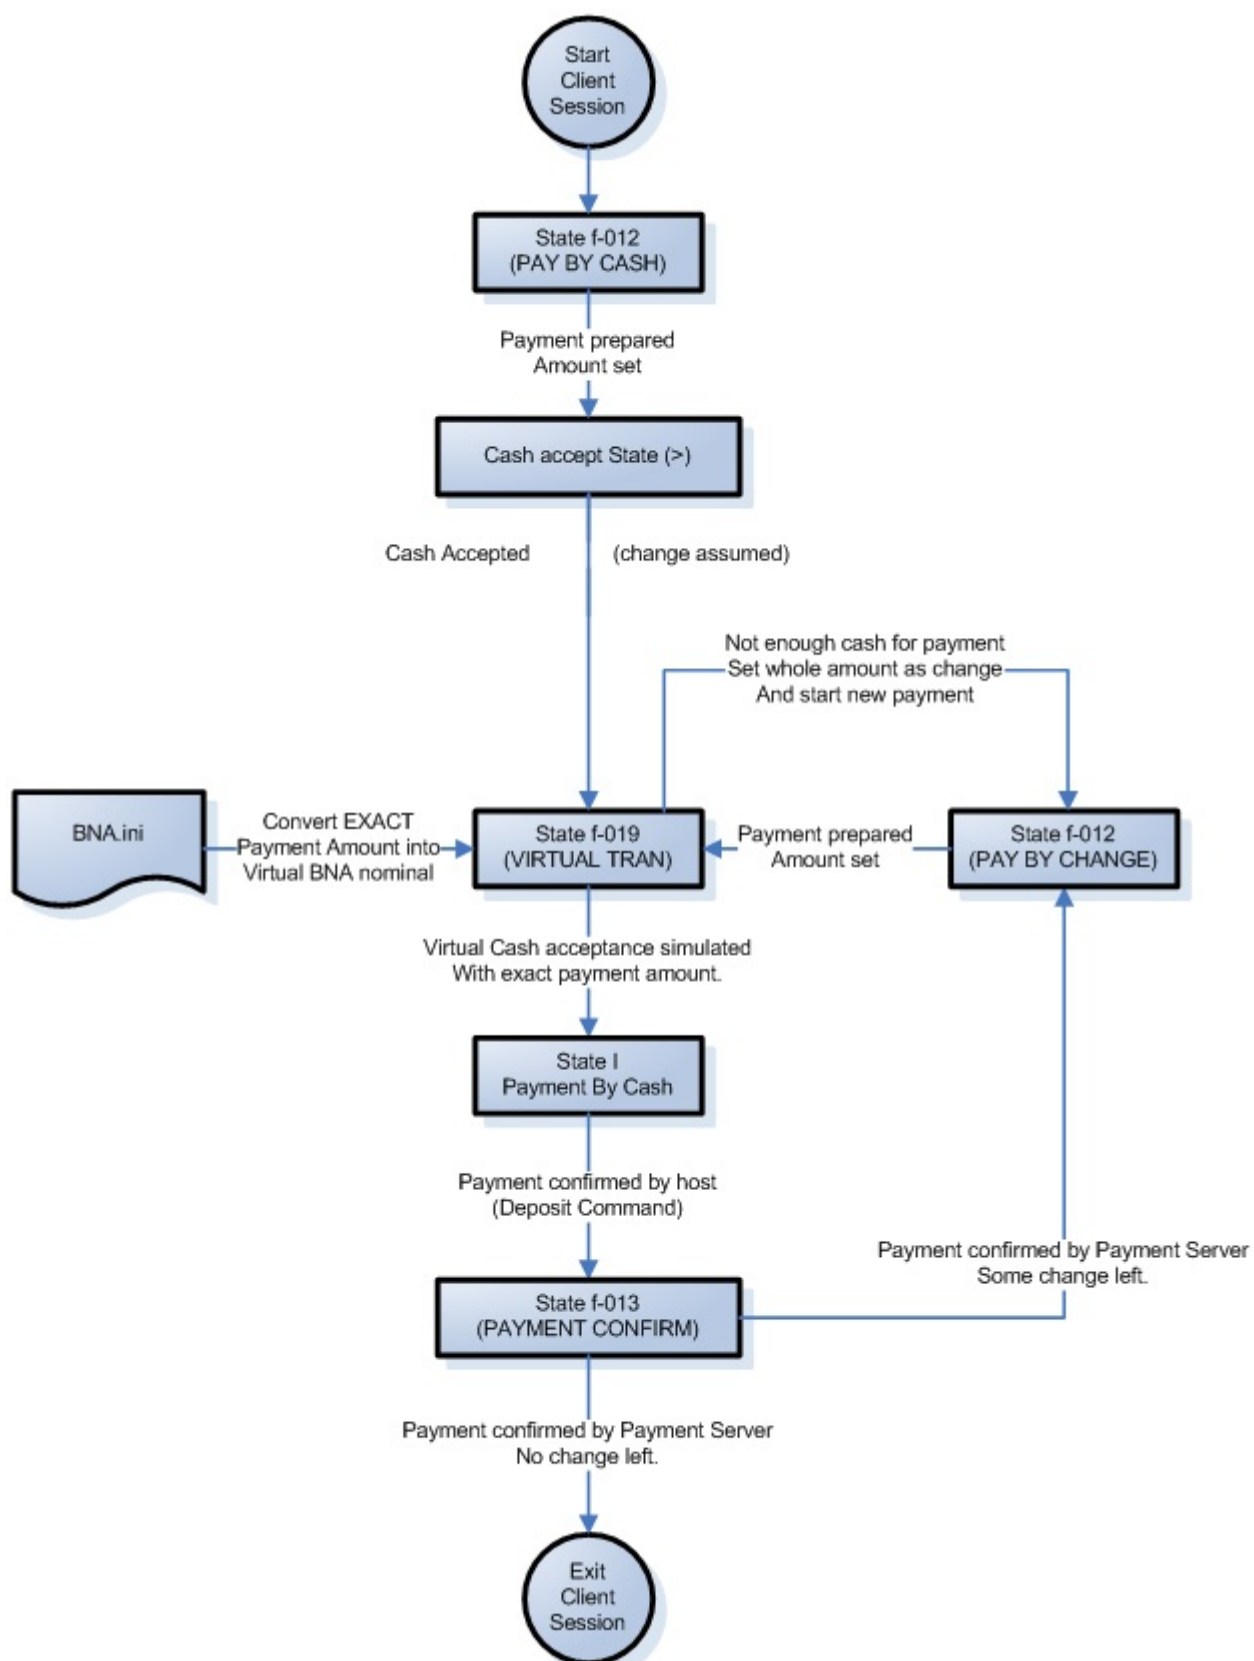 Start
Client
Session
State f-012
(PAY BY CASH)
Payment prepared
Amount set
Cash accept State (>)
Cash Accepted
(change assumed)
Not enough cash for payment
Set whole amount as change
And start new payment
BNA.ini
Convert EXACT
Payment Amount into
Virtual BNA nominal
State f-019
(VIRTUAL TRAN)
Payment prepared
Amount set
State f-012
(PAY BY CHANGE)
Virtual Cash acceptance simulated
With exact payment amount.
State I
Payment By Cash
Payment confirmed by host
(Deposit Command)
Payment confirmed by Payment Server
Some change left.
State f-013
(PAYMENT CONFIRM)
Payment confirmed by Payment Server
No change left.
Exit
Client
Session